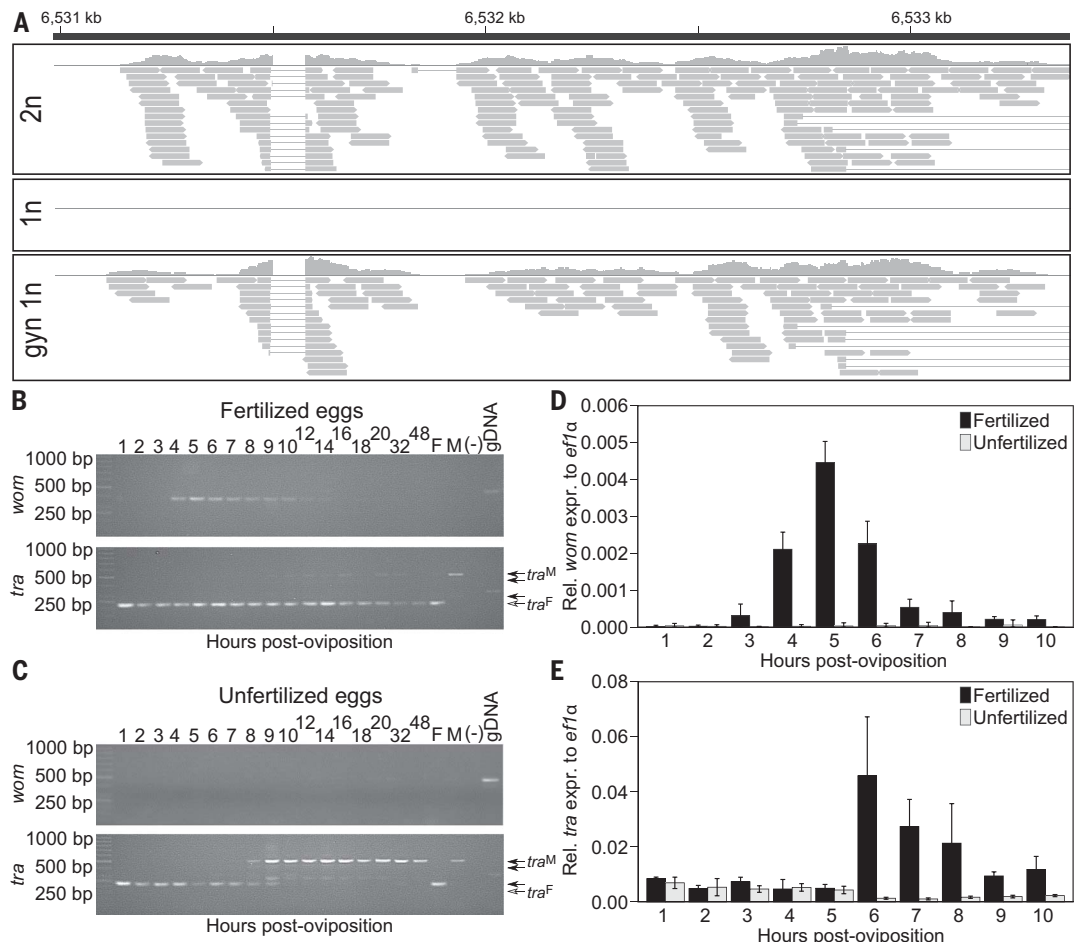 A
6,531 kb 6,532 kb 6,533 kb
2n
1n
gyn 1n
B
Fertilized eggs
1 2 3 4 5 6 7 8 9 10 12 14 16 18 20 32 48 F M (-) gDNA
wom
1000 bp
500 bp
250 bp
tra
1000 bp
500 bp
250 bp
traM
traF
Hours post-oviposition
C
Unfertilized eggs
1 2 3 4 5 6 7 8 9 10 12 14 16 18 20 32 48 F M (-) gDNA
wom
1000 bp
500 bp
250 bp
tra
1000 bp
500 bp
250 bp
traM
traF
Hours post-oviposition
D
Rel. wom expr. to ef1α
0.006
0.005
0.004
0.003
0.002
0.001
0.000
Fertilized
Unfertilized
1 2 3 4 5 6 7 8 9 10
Hours post-oviposition
E
Rel. tra expr. to ef1α
0.08
0.06
0.04
0.02
0.00
Fertilized
Unfertilized
1 2 3 4 5 6 7 8 9 10
Hours post-oviposition